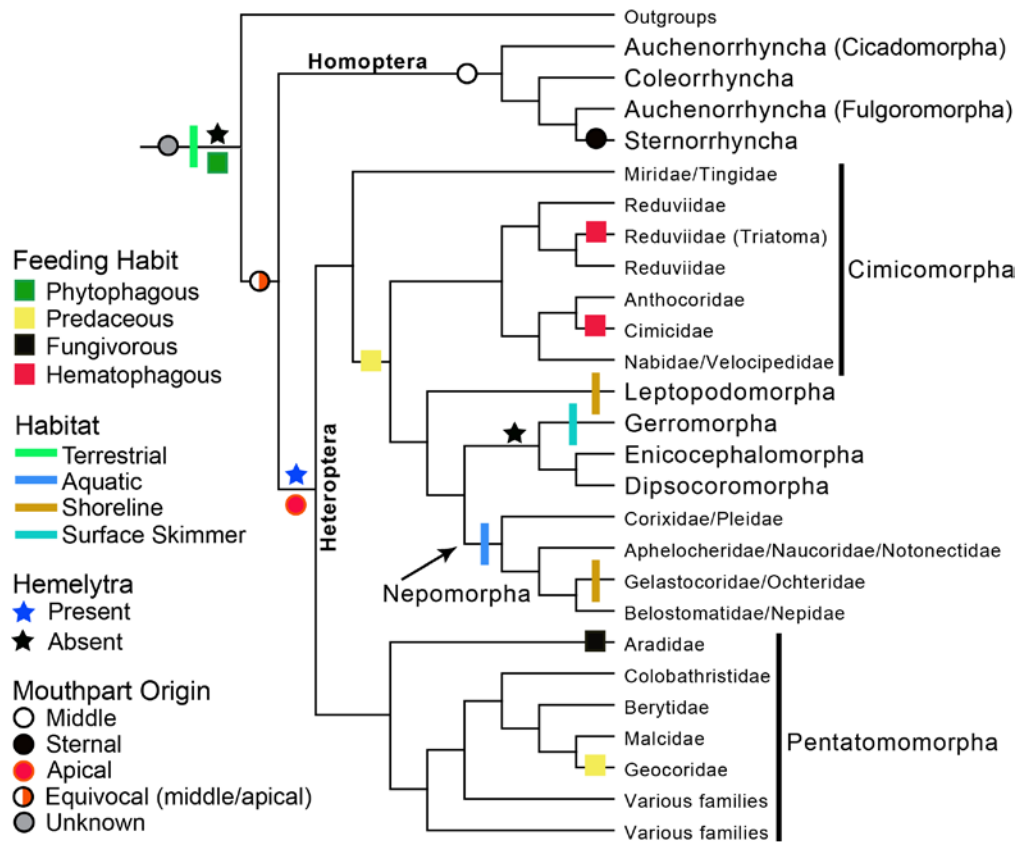 Outgroups
Homoptera
Auchenorrhyncha (Cicadomorpha)
Coleorrhyncha
Auchenorrhyncha (Fulgoromorpha)
Sternorrhyncha
Miridae/Tingidae
Reduviidae
Reduviidae (Triatoma)
Reduviidae
Anthocoridae
Cimicidae
Nabidae/Velocipedidae
Cimicomorpha
Leptopodomorpha
Gerromorpha
Enicocephalomorpha
Dipsocoromorpha
Heteroptera
Corixidae/Pleidae
Aphelocheridae/Naucoridae/Notonectidae
Gelastocoridae/Ochteridae
Belostomatidae/Nepidae
Nepomorpha
Aradidae
Colobathristidae
Berytidae
Malcidae
Geocoridae
Various families
Various families
Pentatomomorpha
Feeding Habit
Phytophagous
Predaceous
Fungivorous
Hematophagous
Habitat
Terrestrial
Aquatic
Shoreline
Surface Skimmer
Hemelytra
Present
Absent
Mouthpart Origin
Middle
Sternal
Apical
Equivocal (middle/apical)
Unknown